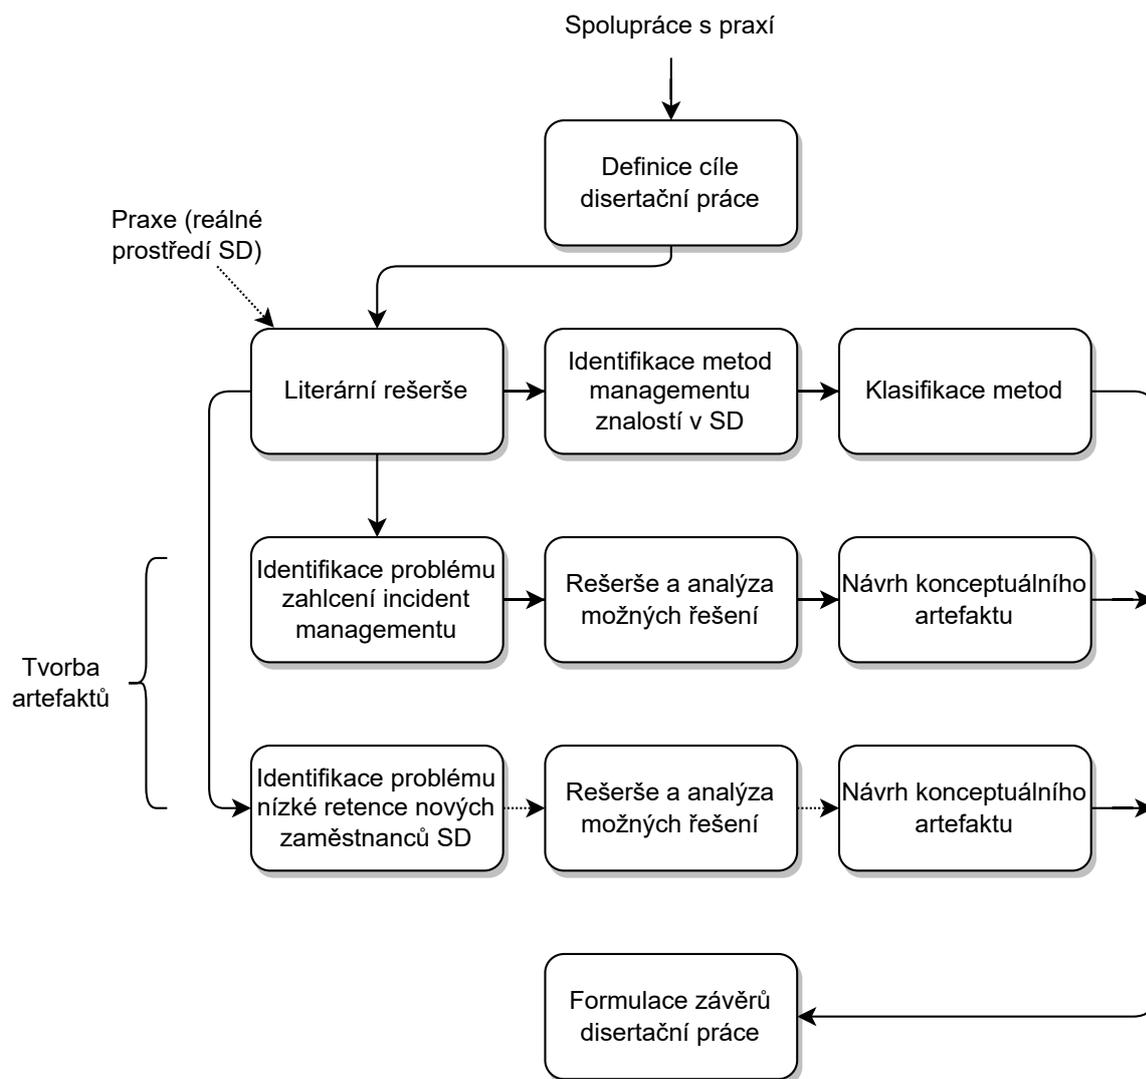 Spolupráce s praxí
Definice cíle
disertační práce
Praxe (reálné
prostředí SD)
Literární rešerše
Identifikace metod
managementu
znalostí v SD
Klasifikace metod
Identifikace problému
zahlcení incident
managementu
Rešerše a analýza
možných řešení
Návrh konceptuálního
artefaktu
Tvorba
artefaktů
Identifikace problému
nízké retence nových
zaměstnanců SD
Rešerše a analýza
možných řešení
Návrh konceptuálního
artefaktu
Formulace závěrů
disertační práce